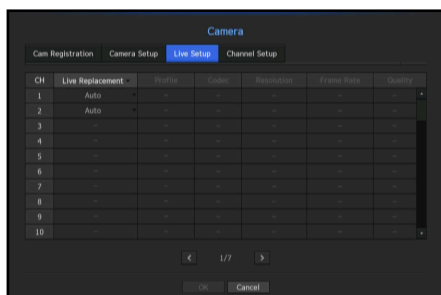 Camera
Cam Registration Camera Setup Live Setup Channel Setup
CH Live Replacement Profile Codec Resolution Frame Rate Quality
1 Auto -- -- -- -- --
2 Auto -- -- -- -- --
3 -- -- -- -- -- --
4 -- -- -- -- -- --
5 -- -- -- -- -- --
6 -- -- -- -- -- --
7 -- -- -- -- -- --
8 -- -- -- -- -- --
9 -- -- -- -- -- --
10 -- -- -- -- -- --
< 1/7 >
OK Cancel